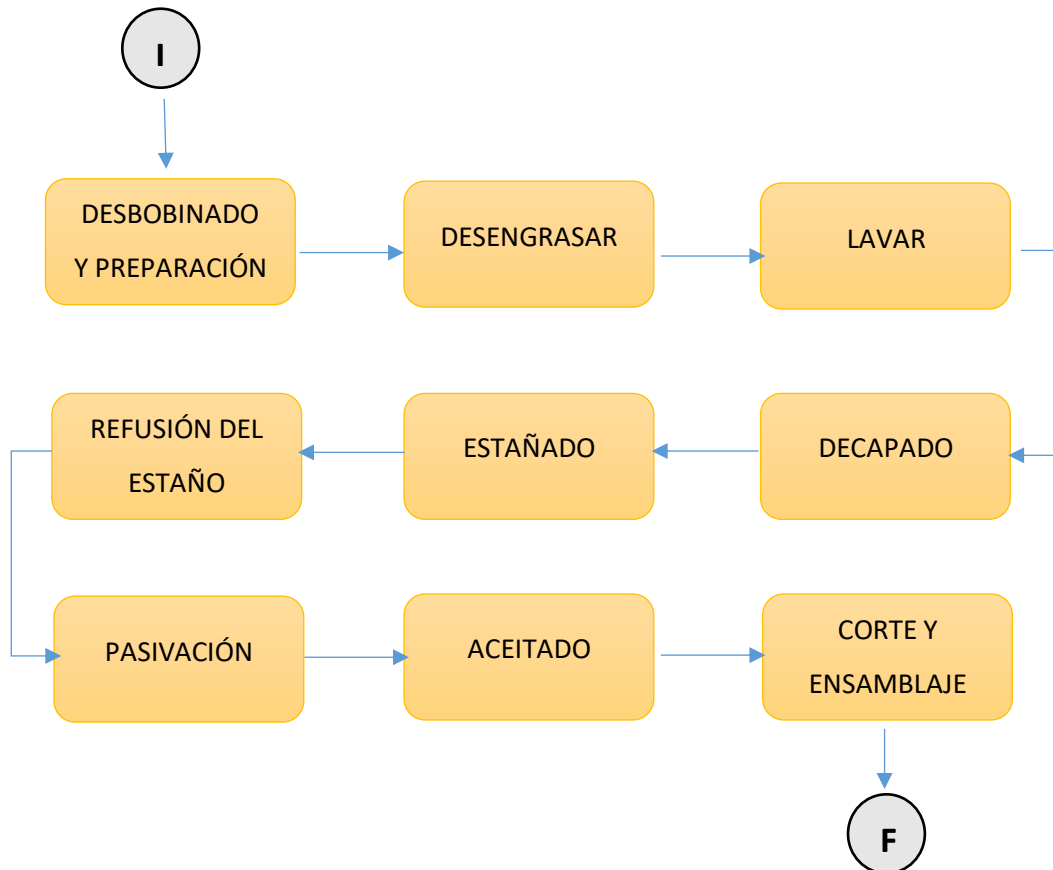 I
DESBOBINADO
Y PREPARACIÓN
DESENGRASAR
LAVAR
DECAPADO
ESTAÑADO
REFUSIÓN DEL
ESTAÑO
PASIVACIÓN
ACEITADO
CORTE Y
ENSAMBLAJE
F